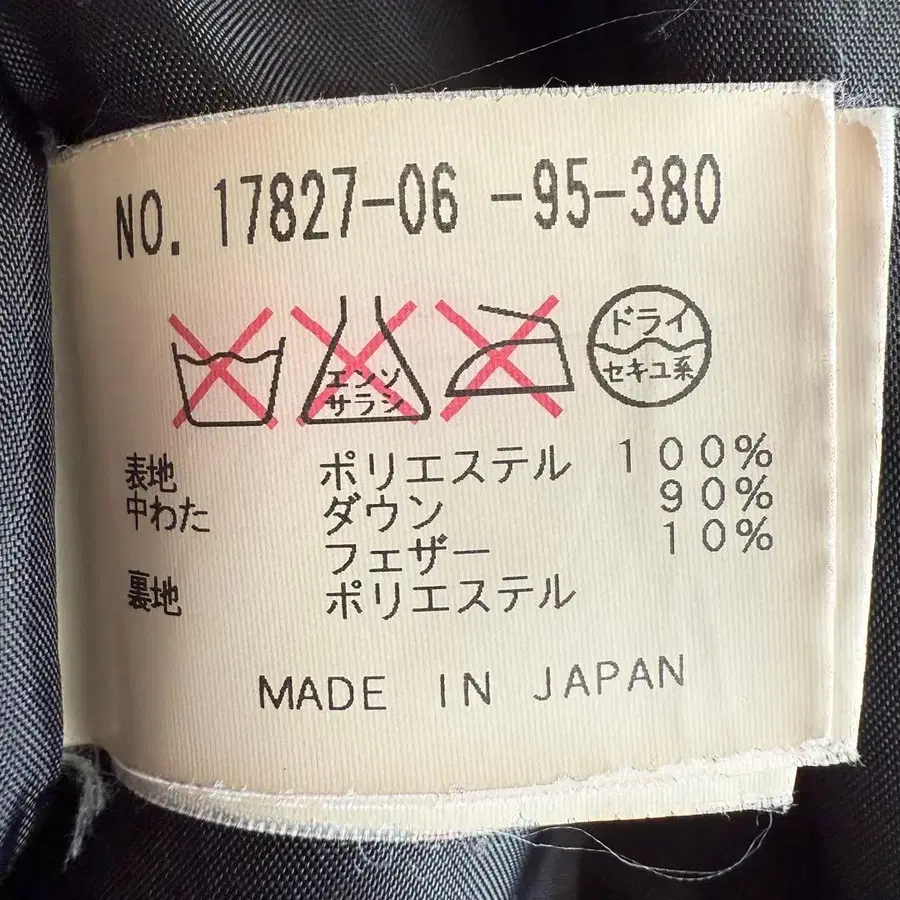 NO. 17827-06 -95-380
エンソ
サラシ
ドライ
セキユ系
表地 ポリエステル 100%
中わた ダウン 90%
フェザー 10%
裏地 ポリエステル
MADE IN JAPAN